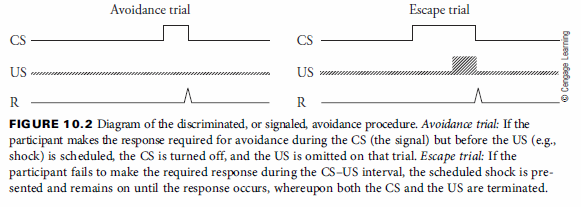 Avoidance trial
Escape trial
CS
CS
US
US
R
R
© Cengage Learning
FIGURE 10.2 Diagram of the discriminated, or signaled, avoidance procedure. Avoidance trial: If the
participant makes the response required for avoidance during the CS (the signal) but before the US (e.g.,
shock) is scheduled, the CS is turned off, and the US is omitted on that trial. Escape trial: If the
participant fails to make the required response during the CS–US interval, the scheduled shock is pre-
sented and remains on until the response occurs, whereupon both the CS and the US are terminated.